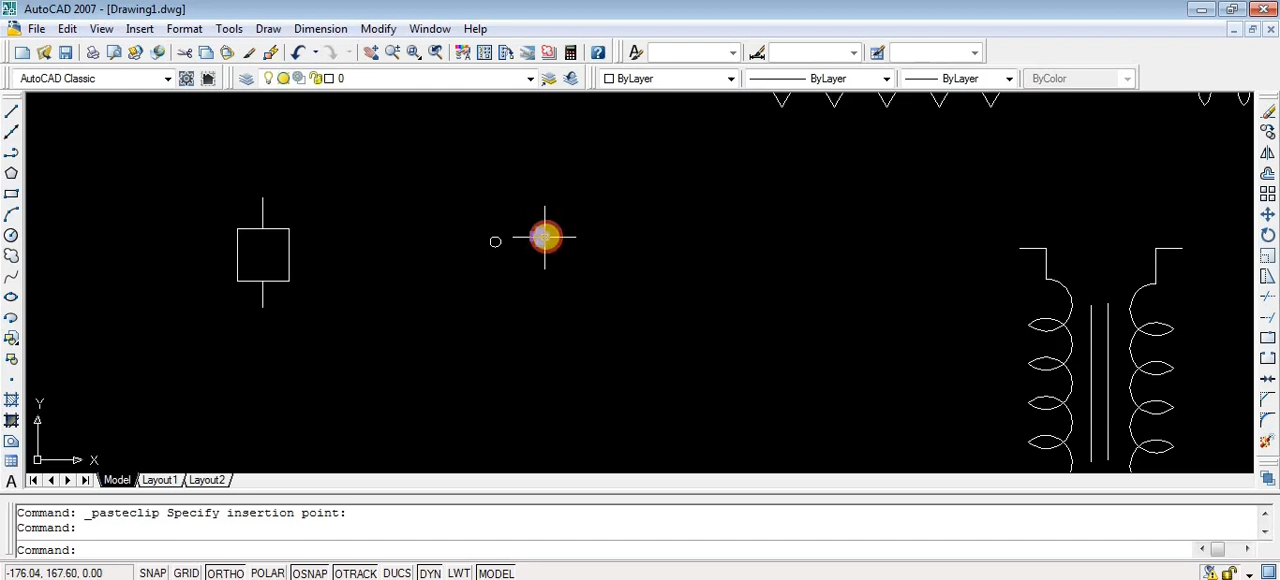 AutoCAD 2007 - [Drawing1.dwg]
File Edit View Insert Format Tools Draw Dimension Modify Window Help
AutoCAD Classic 0 ByLayer ByLayer ByLayer ByColor
Y
X
A Model Layout1 Layout2
Command: _pasteclip Specify insertion point:
Command:
Command:
-176.04, 167.60, 0.00 SNAP GRID ORTHO POLAR OSNAP OTRACK DUCS DYN LWT MODEL